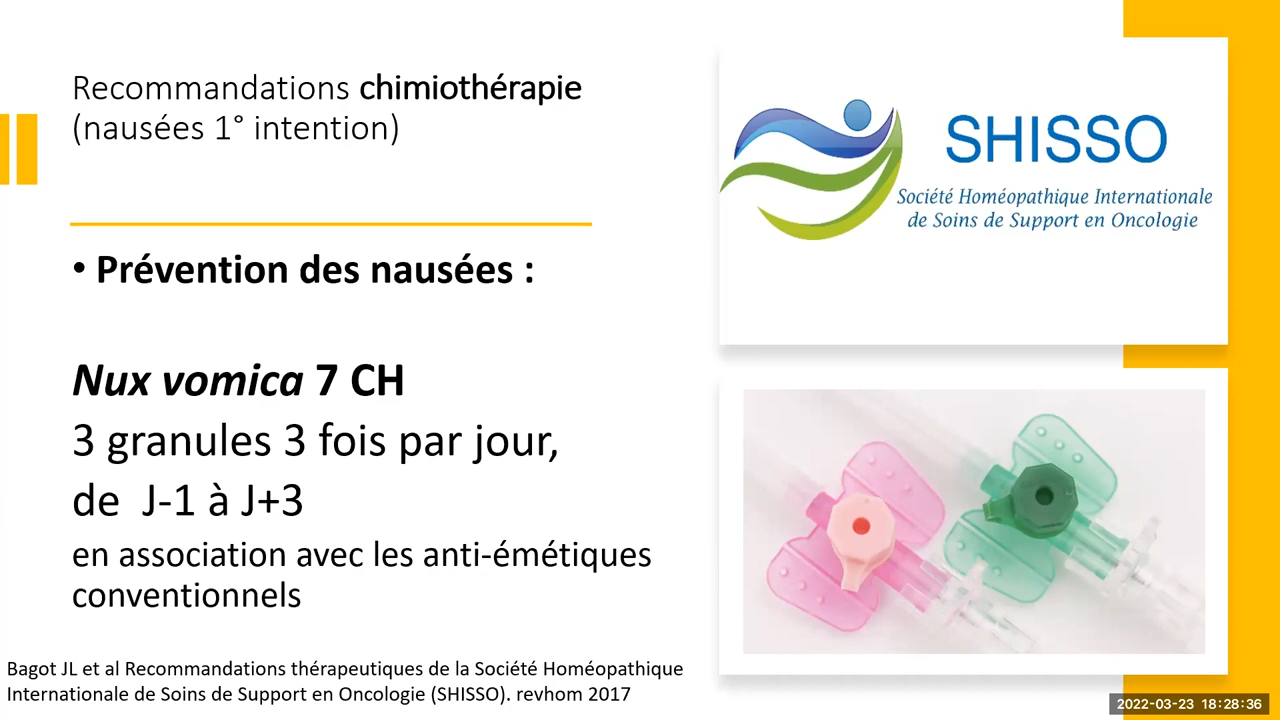 Recommandations chimiothérapie
(nausées 1° intention)
SHISSO
Société Homéopathique Internationale
de Soins de Support en Oncologie
• Prévention des nausées :
Nux vomica 7 CH
3 granules 3 fois par jour,
de J-1 à J+3
en association avec les anti-émétiques
conventionnels
Bagot JL et al Recommandations thérapeutiques de la Société Homéopathique
Internationale de Soins de Support en Oncologie (SHISSO). revhom 2017
2022-03-23 18:28:36